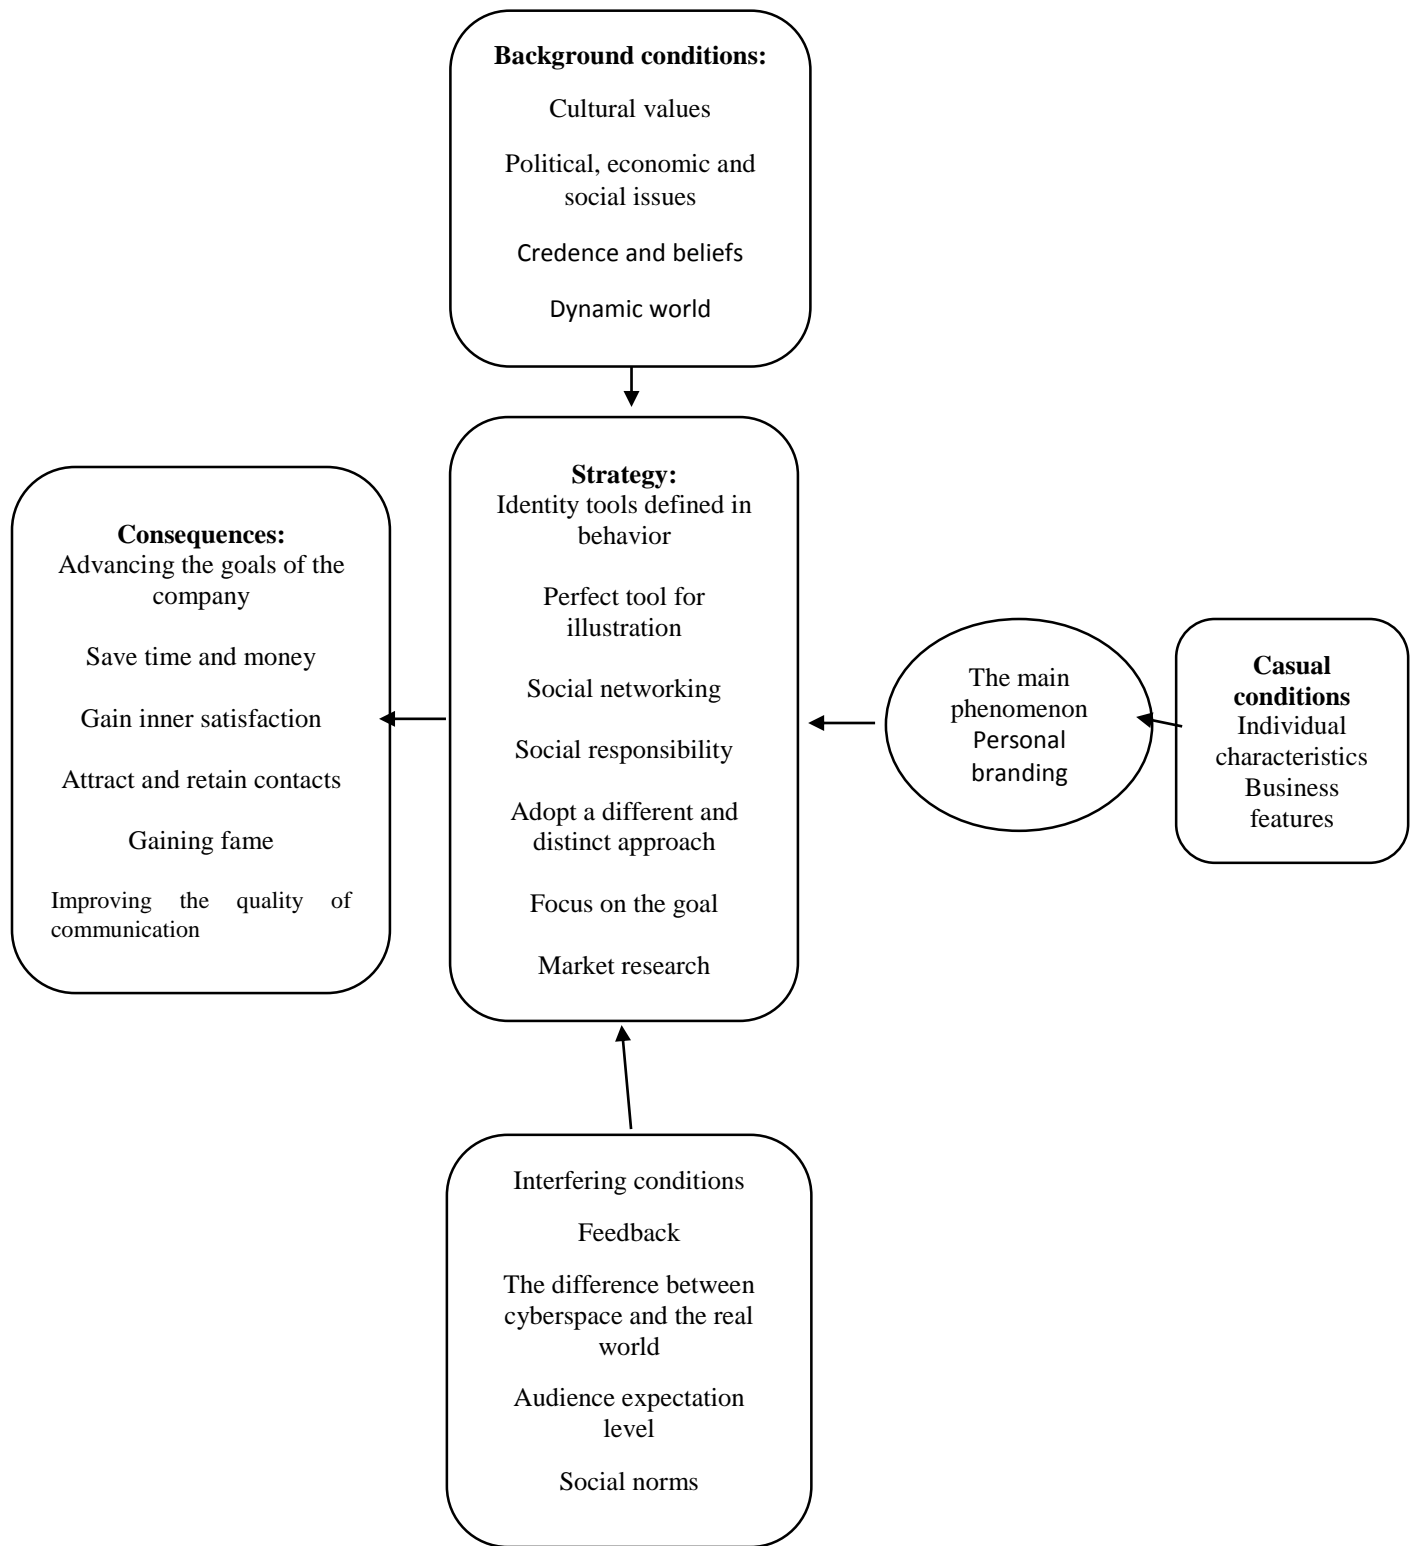 Background conditions:
Cultural values
Political, economic and
social issues
Credence and beliefs
Dynamic world
Strategy:
Identity tools defined in
behavior
Perfect tool for
illustration
Social networking
Social responsibility
Adopt a different and
distinct approach
Focus on the goal
Market research
Consequences:
Advancing the goals of the
company
Save time and money
Gain inner satisfaction
Attract and retain contacts
Gaining fame
Improving the quality of
communication
The main
phenomenon
Personal
branding
Casual
conditions
Individual
characteristics
Business
features
Interfering conditions
Feedback
The difference between
cyberspace and the real
world
Audience expectation
level
Social norms